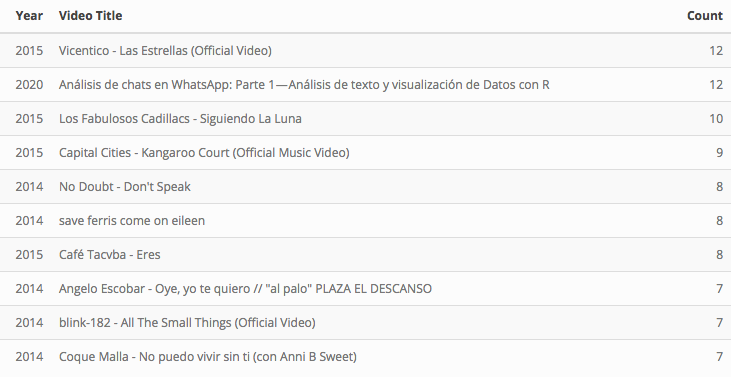 Year Video Title Count
2015 Vicentico - Las Estrellas (Official Video) 12
2020 Análisis de chats en WhatsApp: Parte 1—Análisis de texto y visualización de Datos con R 12
2015 Los Fabulosos Cadillacs - Siguiendo La Luna 10
2015 Capital Cities - Kangaroo Court (Official Music Video) 9
2014 No Doubt - Don't Speak 8
2014 save ferris come on eileen 8
2015 Café Tacvba - Eres 8
2014 Angelo Escobar - Oye, yo te quiero // "al palo" PLAZA EL DESCANSO 7
2014 blink-182 - All The Small Things (Official Video) 7
2014 Coque Malla - No puedo vivir sin ti (con Anni B Sweet) 7